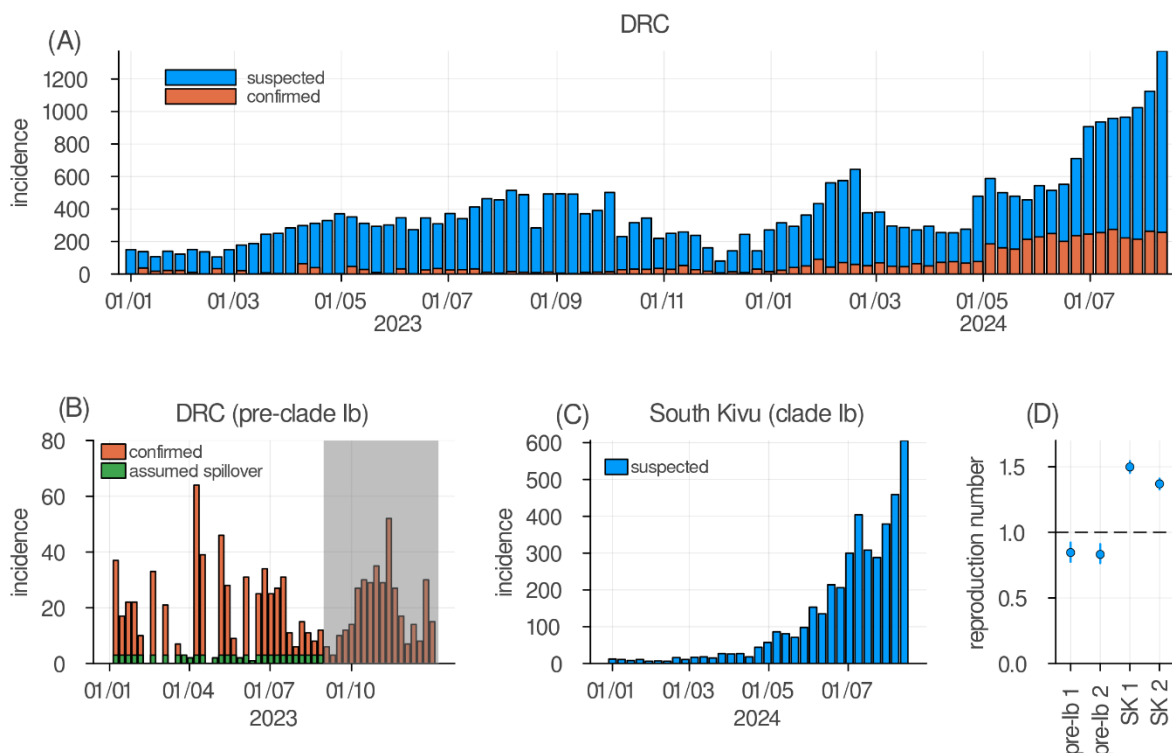 (A)
DRC
1200
1000
800
600
400
200
0
incidence
suspected
confirmed
01/01 01/03 01/05 01/07 01/09 01/11 01/01 01/03 01/05 01/07
2023 2024
(B)
DRC (pre-clade Ib)
80
60
40
20
0
incidence
confirmed
assumed spillover
01/01 01/04 01/07 01/10
2023
(C)
South Kivu (clade Ib)
600
500
400
300
200
100
0
incidence
suspected
01/01 01/03 01/05 01/07
2024
(D)
1.5
1.0
0.5
0.0
reproduction number
pre-Ib 1
pre-Ib 2
SK 1
SK 2